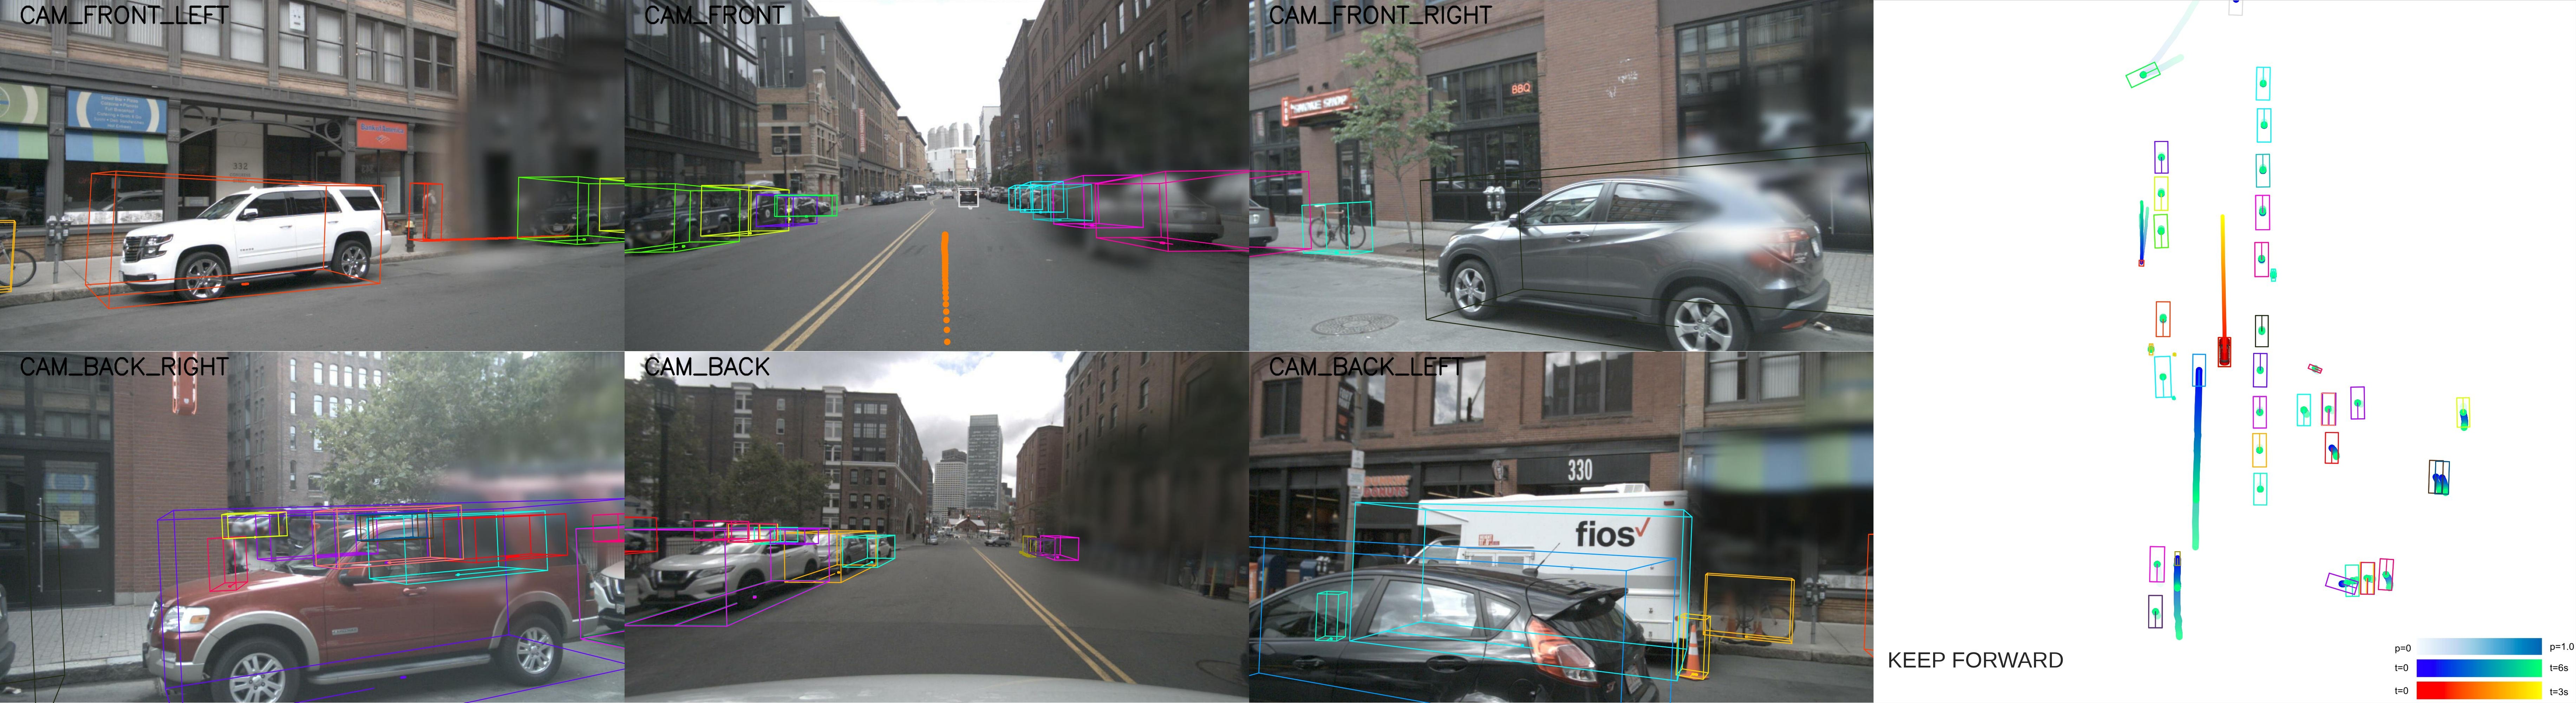 CAM_FRONT_LEFT
CAM_FRONT
CAM_FRONT_RIGHT
332
SMOKE SHOP
BBQ
CAM_BACK_RIGHT
CAM_BACK
CAM_BACK_LEFT
330
fios
KEEP FORWARD
p=0
p=1.0
t=0
t=6s
t=0
t=3s